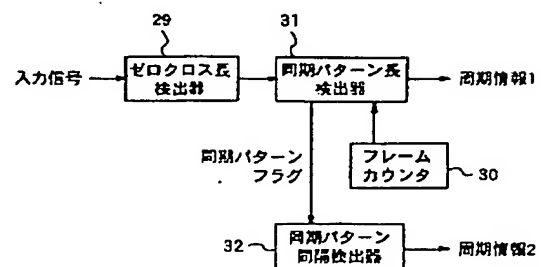 29
31
入力信号
ゼロクロス長
検出器
同期パターン長
検出器
周期情報1
同期パターン
フラグ
フレーム
カウンタ
30
32
同期パターン
間隔検出器
周期情報2